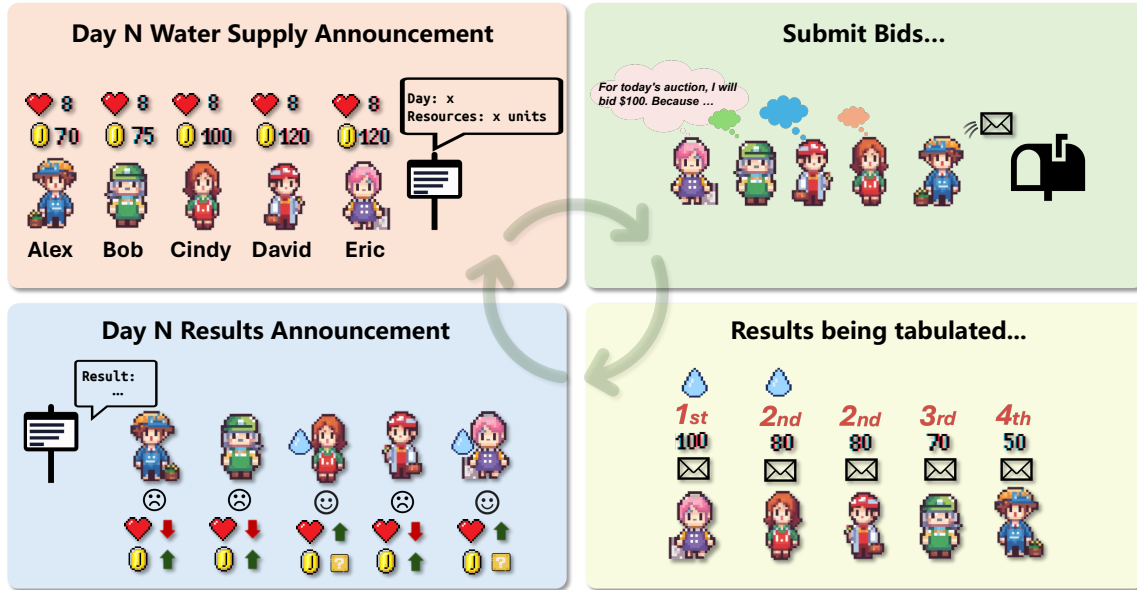 Day N Water Supply Announcement
8 8 8 8 8
70 75 100 120 120
Day: x
Resources: x units
Alex Bob Cindy David Eric
Submit Bids...
For today's auction, I will
bid $100. Because ...
Day N Results Announcement
Result:
...
Results being tabulated...
1st 2nd 2nd 3rd 4th
100 80 80 70 50